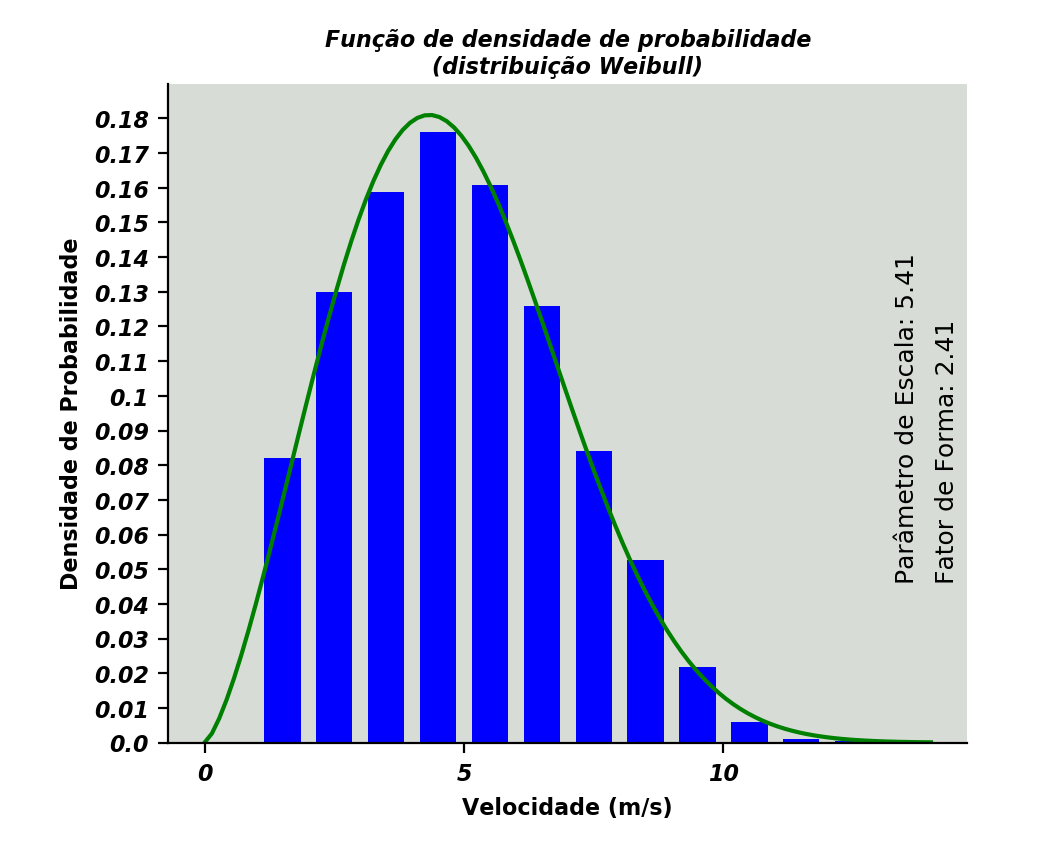 Função de densidade de probabilidade
(distribuição Weibull)
Densidade de Probabilidade
0.18
0.17
0.16
0.15
0.14
0.13
0.12
0.11
0.1
0.09
0.08
0.07
0.06
0.05
0.04
0.03
0.02
0.01
0.0
Parâmetro de Escala: 5.41
Fator de Forma: 2.41
0 5 10
Velocidade (m/s)